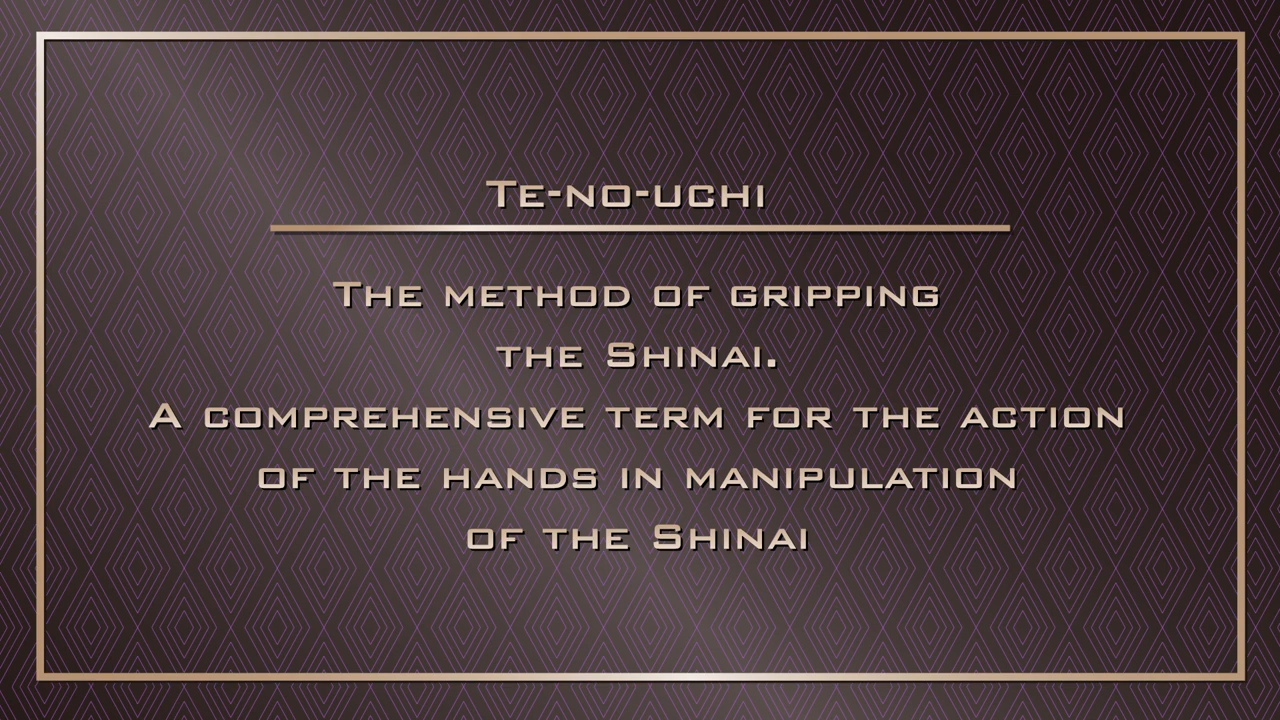 Te-no-uchi
The method of gripping
the Shinai.
A comprehensive term for the action
of the hands in manipulation
of the Shinai